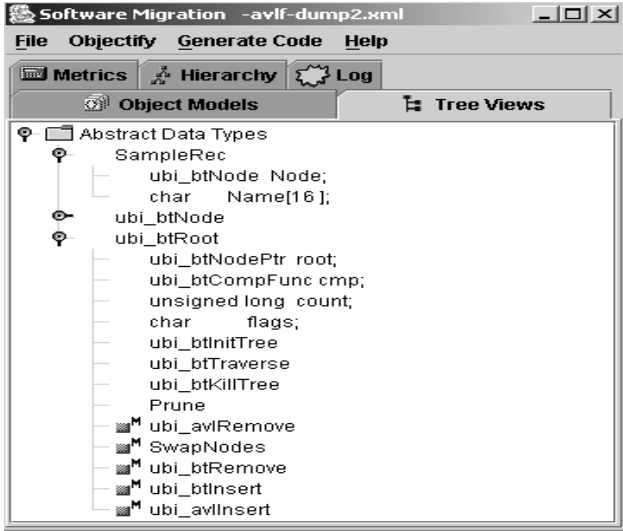 Software Migration -avlf-dump2.xml
File Objectify Generate Code Help
Metrics Hierarchy Log
Object Models Tree Views
Abstract Data Types
SampleRec
ubi_btNode Node;
char Name[16 ];
ubi_btNode
ubi_btRoot
ubi_btNodePtr root;
ubi_btCompFunc cmp;
unsigned long count;
char flags;
ubi_btInitTree
ubi_btTraverse
ubi_btKillTree
Prune
M ubi_avlRemove
M SwapNodes
M ubi_btRemove
M ubi_btInsert
M ubi_avlInsert